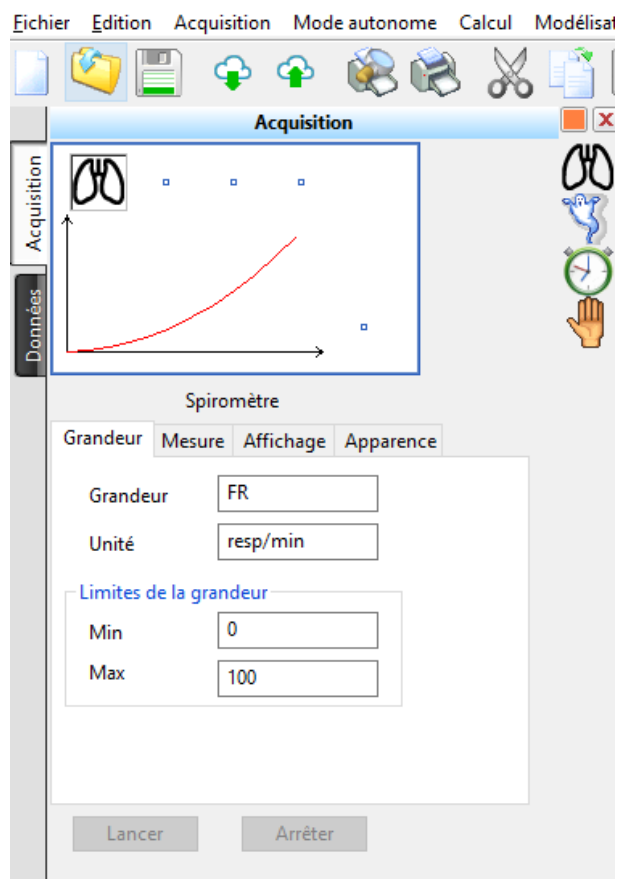 Fichier Edition Acquisition Mode autonome Calcul
Acquisition
Acquisition
Données
Spiromètre
Grandeur Mesure Affichage Apparence
Grandeur FR
Unité resp/min
Limites de la grandeur
Min 0
Max 100
Lancer Arrêter